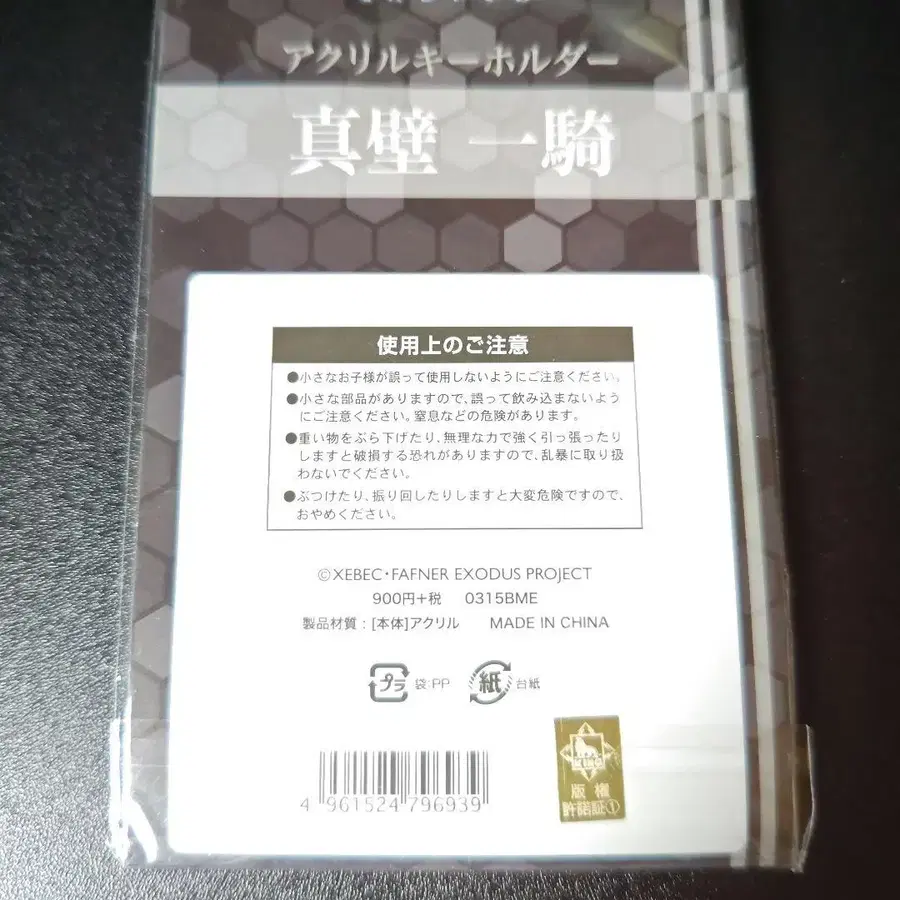 アクリルキーホルダー
真壁 一騎
使用上のご注意
●小さなお子様が誤って使用しないようにご注意ください。
●小さな部品がありますので、誤って飲み込まないよう
にご注意ください。窒息などの危険があります。
●重い物をぶら下げたり、無理な力で強く引っ張ったり
しますと破損する恐れがありますので、乱暴に取り扱
わないでください。
●ぶつけたり、振り回したりしますと大変危険ですので、
おやめください。
©XEBEC・FAFNER EXODUS PROJECT
900円+税 0315BME
製品材質:[本体]アクリル MADE IN CHINA
プラ 袋:PP 紙 台紙
4 961524 796939
KING
版権
許諾証①